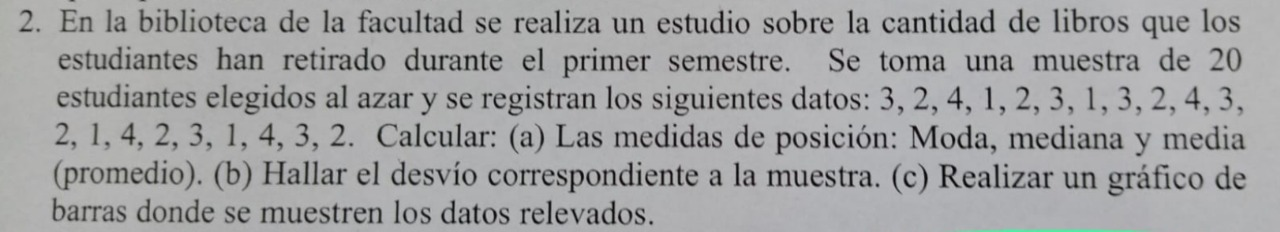 2. En la biblioteca de la facultad se realiza un estudio sobre la cantidad de libros que los
estudiantes han retirado durante el primer semestre. Se toma una muestra de 20
estudiantes elegidos al azar y se registran los siguientes datos: 3, 2, 4, 1, 2, 3, 1, 3, 2, 4, 3,
2, 1, 4, 2, 3, 1, 4, 3, 2. Calcular: (a) Las medidas de posición: Moda, mediana y media
(promedio). (b) Hallar el desvío correspondiente a la muestra. (c) Realizar un gráfico de
barras donde se muestren los datos relevados.